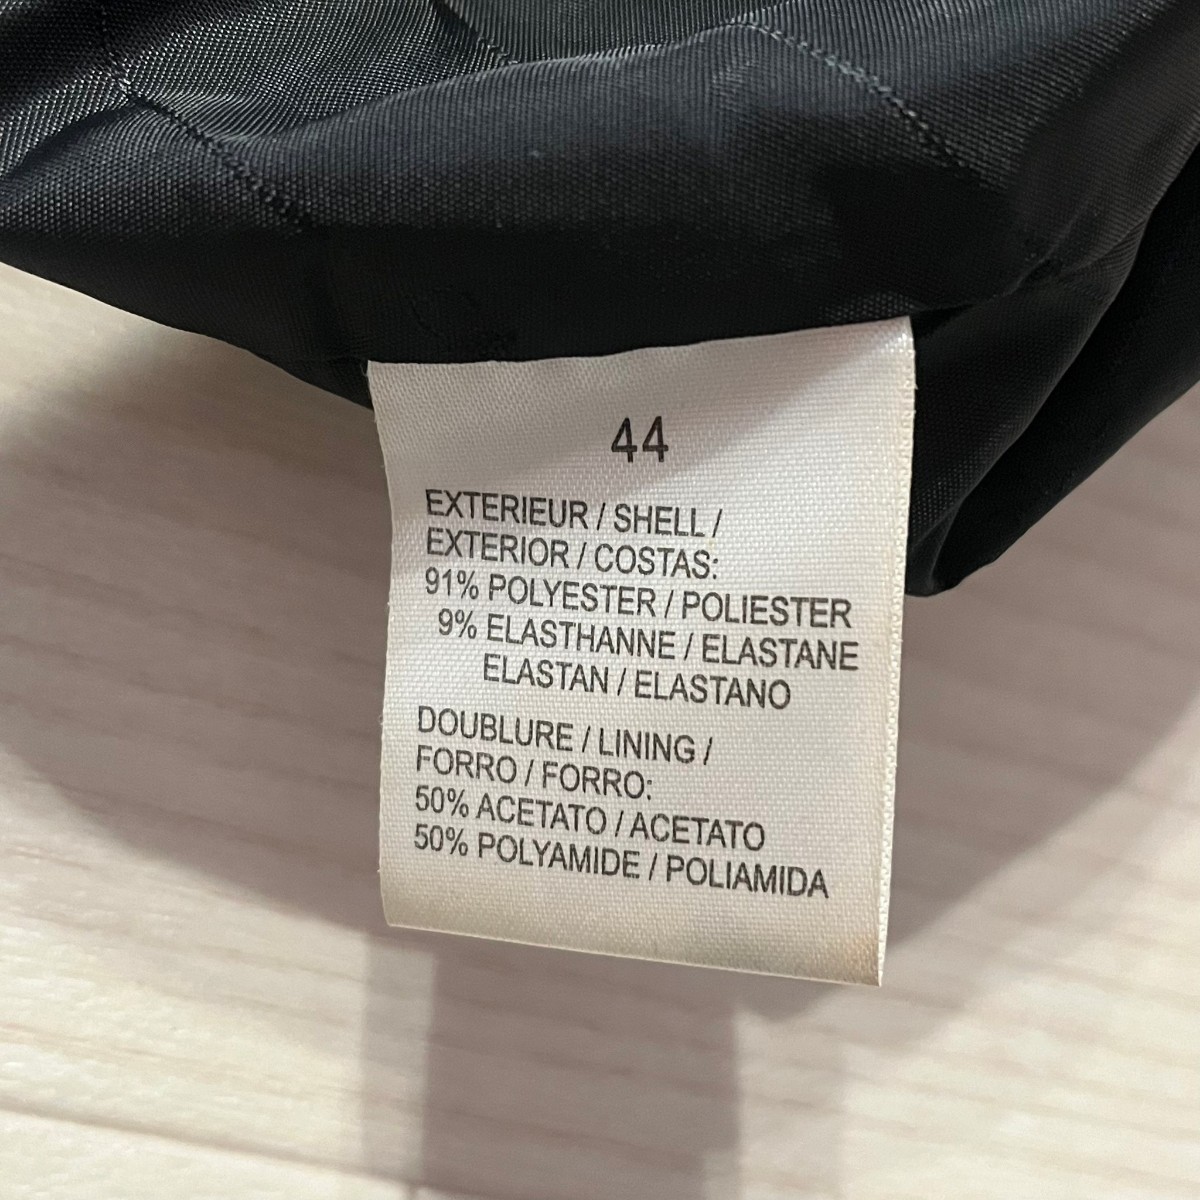 44
EXTERIEUR / SHELL /
EXTERIOR / COSTAS:
91% POLYESTER / POLIESTER
9% ELASTHANNE / ELASTANE
ELASTAN / ELASTANO
DOUBLURE / LINING /
FORRO / FORRO:
50% ACETATO / ACETATO
50% POLYAMIDE / POLIAMIDA